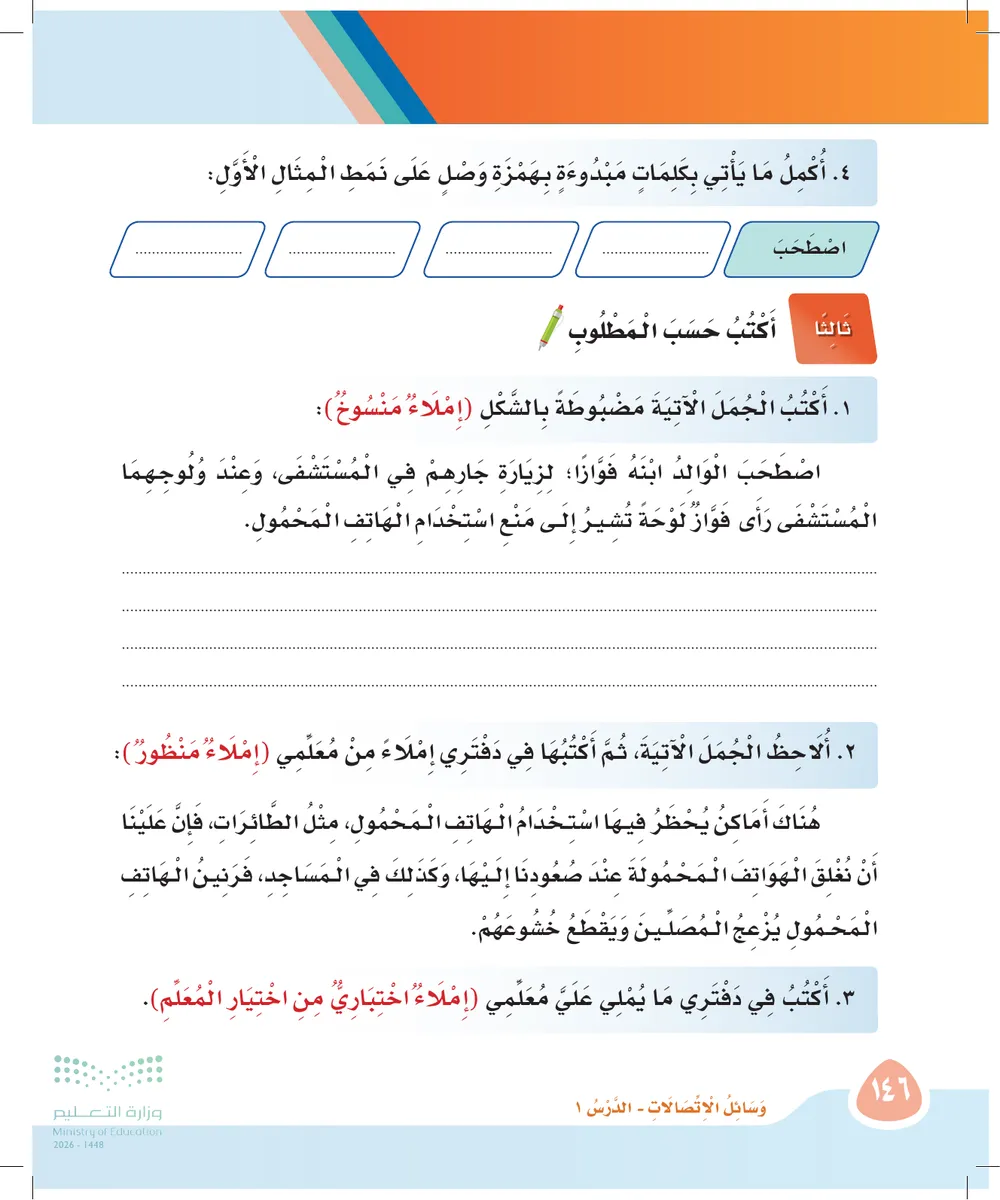 ٤. أُكْمِلُ مَا يَأْتِي بِكَلِمَاتٍ مَبْدُوءَةٍ بِهَمْزَةِ وَصْلٍ عَلَى نَمَطِ الْمِثَالِ الْأَوَّلِ:
اصْطَحَبَ ........................ ........................ ........................ ........................
ثَالِثًا
أَكْتُبُ حَسَبَ الْمَطْلُوبِ
١. أَكْتُبُ الْجُمَلَ الْآتِيَةَ مَضْبُوطَةً بِالشَّكْلِ (إِمْلَاءٌ مَنْسُوخٌ):
اصْطَحَبَ الْوَالِدُ ابْنَهُ فَوَّازًا؛ لِزِيَارَةِ جَارِهِمْ فِي الْمُسْتَشْفَى، وَعِنْدَ وُلُوجِهِمَا
الْمُسْتَشْفَى رَأَى فَوَّازٌ لَوْحَةً تُشِيرُ إِلَى مَنْعِ اسْتِخْدَامِ الْهَاتِفِ الْمَحْمُولِ.
٢. أُلَاحِظُ الْجُمَلَ الْآتِيَةَ، ثُمَّ أَكْتُبُهَا فِي دَفْتَرِي إِمْلَاءً مِنْ مُعَلِّمِي (إِمْلَاءٌ مَنْظُورٌ):
هُنَاكَ أَمَاكِنُ يُحْظَرُ فِيهَا اسْتِخْدَامُ الْهَاتِفِ الْمَحْمُولِ، مِثْلُ الطَّائِرَاتِ، فَإِنَّ عَلَيْنَا
أَنْ نُغْلِقَ الْهَوَاتِفَ الْمَحْمُولَةَ عِنْدَ صُعُودِنَا إِلَيْهَا، وَكَذَلِكَ فِي الْمَسَاجِدِ، فَرَنِينُ الْهَاتِفِ
الْمَحْمُولِ يُزْعِجُ الْمُصَلِّينَ وَيَقْطَعُ خُشُوعَهُمْ.
٣. أَكْتُبُ فِي دَفْتَرِي مَا يُمْلِي عَلَيَّ مُعَلِّمِي (إِمْلَاءٌ اخْتِبَارِيٌّ مِنِ اخْتِيَارِ الْمُعَلِّمِ).
١٤٦
وَسَائِلُ الْاِتِّصَالَاتِ - الدَّرْسُ ١
وزارة التعليم
Ministry of Education
2026 - 1448